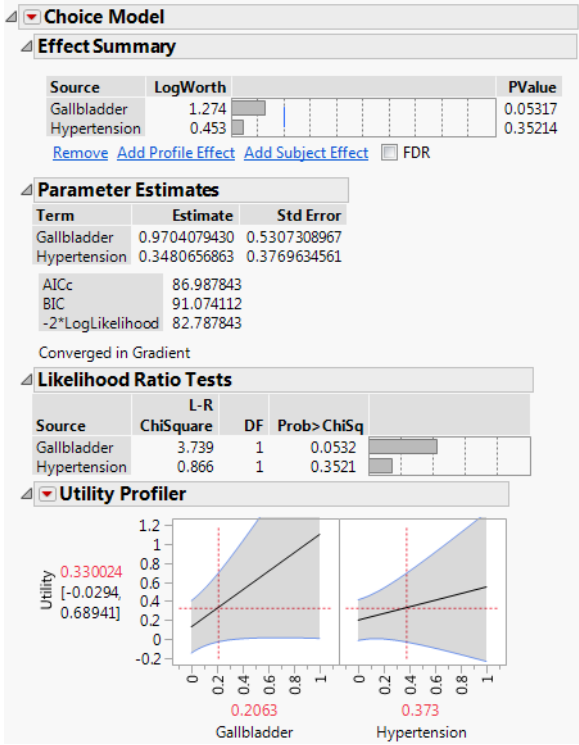 Choice Model
Effect Summary
Source LogWorth PValue
Gallbladder 1.274 0.05317
Hypertension 0.453 0.35214
Remove Add Profile Effect Add Subject Effect FDR
Parameter Estimates
Term Estimate Std Error
Gallbladder 0.9704079430 0.5307308967
Hypertension 0.3480656863 0.3769634561
AICc 86.987843
BIC 91.074112
-2*LogLikelihood 82.787843
Converged in Gradient
Likelihood Ratio Tests
L-R
Source ChiSquare DF Prob>ChiSq
Gallbladder 3.739 1 0.0532
Hypertension 0.866 1 0.3521
Utility Profiler
Utility
0.330024
[-0.0294,
0.68941]
1.2
1
0.8
0.6
0.4
0.2
0
-0.2
0 0.2 0.4 0.6 0.8 1 0 0.2 0.4 0.6 0.8 1
0.2063 0.373
Gallbladder Hypertension